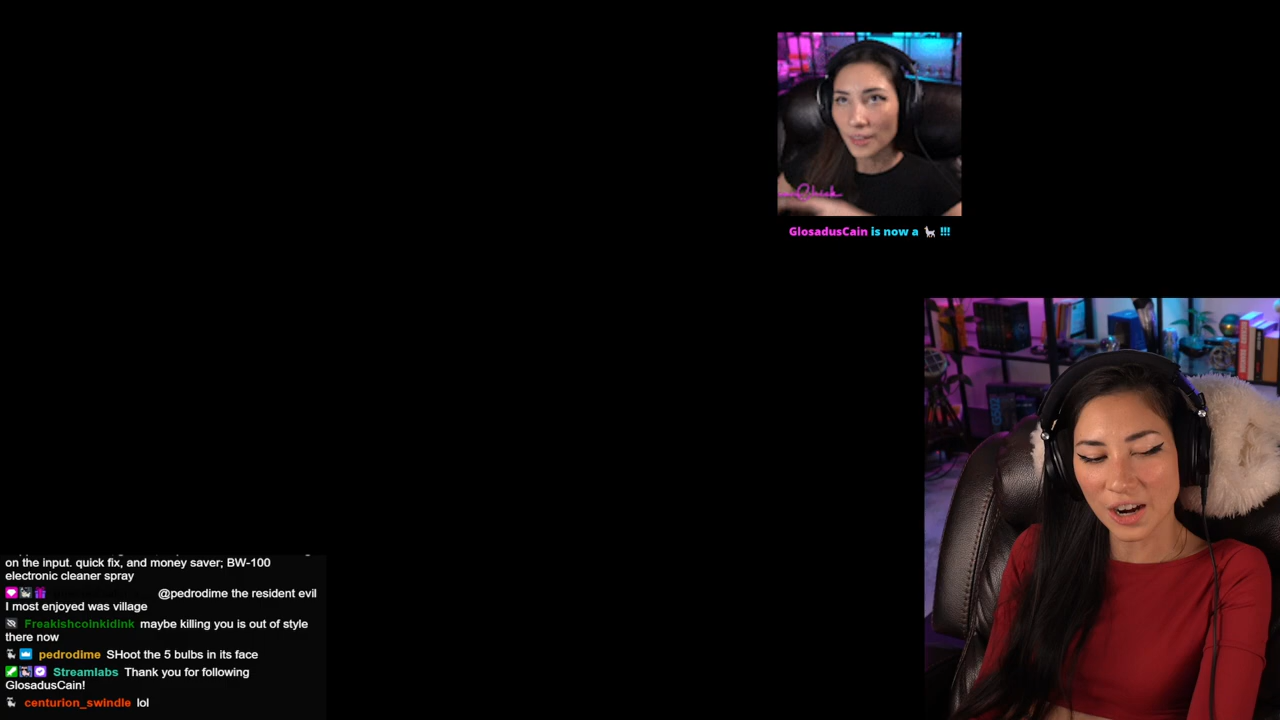 GlosadusCain is now a 🐐 !!!
on the input. quick fix, and money saver; BW-100
electronic cleaner spray
@pedrodime the resident evil
I most enjoyed was village
Freakishcoinkidink maybe killing you is out of style
there now
pedrodime SHoot the 5 bulbs in its face
Streamlabs Thank you for following
GlosadusCain!
centurion_swindle lol